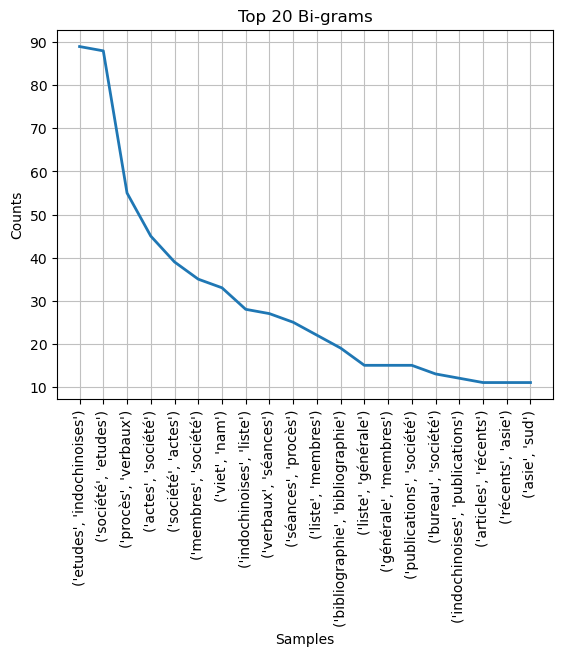 Top 20 Bi-grams
90
80
70
60
50
40
30
20
10
Counts
('etudes', 'indochinoises')
('société', 'etudes')
('procès', 'verbaux')
('actes', 'société')
('société', 'actes')
('membres', 'société')
('viet', 'nam')
('indochinoises', 'liste')
('verbaux', 'séances')
('séances', 'procès')
('liste', 'membres')
('bibliographie', 'bibliographie')
('liste', 'générale')
('générale', 'membres')
('publications', 'société')
('bureau', 'société')
('indochinoises', 'publications')
('articles', 'récents')
('récents', 'asie')
('asie', 'sud')
Samples